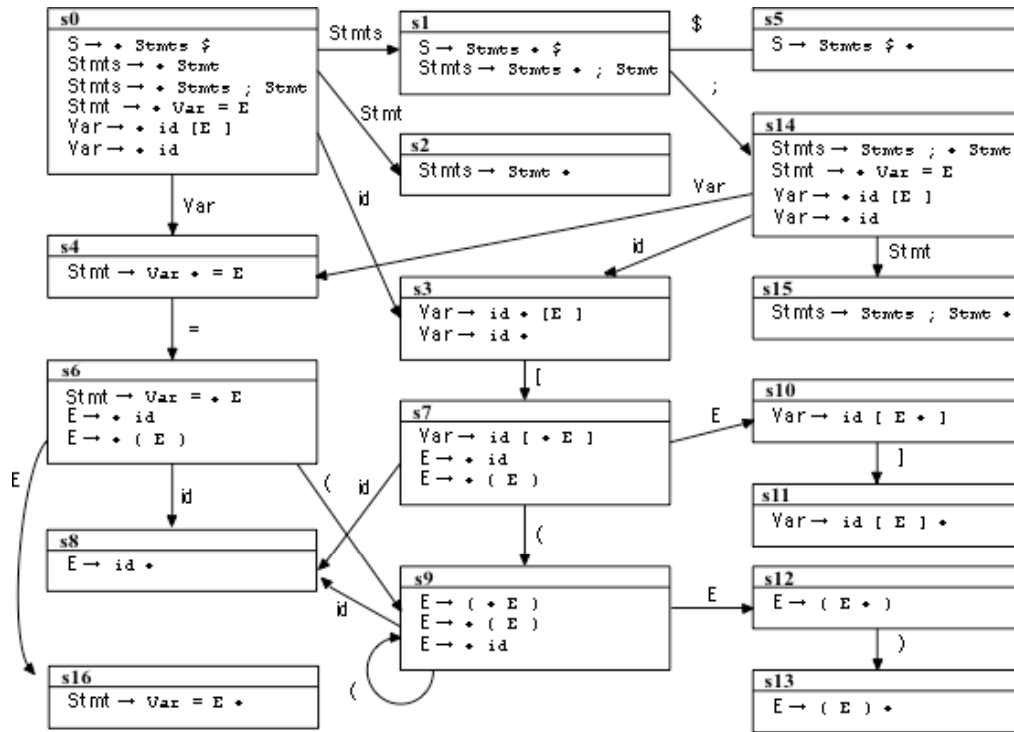 s0
S → • Stmts $
Stmts → • Stmt
Stmts → • Stmts ; Stmt
Stmt → • Var = E
Var → • id [E ]
Var → • id
Stmts
s1
S → Stmts • $
Stmts → Stmts • ; Stmt
$
s5
S → Stmts $ •
;
Stmt
s2
Stmts → Stmt •
s14
Stmts → Stmts ; • Stmt
Stmt → • Var = E
Var → • id [E ]
Var → • id
Var
id
Var
id
Stmt
s4
Stmt → Var • = E
s3
Var → id • [E ]
Var → id •
s15
Stmts → Stmts ; Stmt •
=
[
s6
Stmt → Var = • E
E → • id
E → • ( E )
s7
Var → id [ • E ]
E → • id
E → • ( E )
E
s10
Var → id [ E • ]
]
E
id
(
id
(
s11
Var → id [ E ] •
s8
E → id •
id
s9
E → ( • E )
E → • ( E )
E → • id
(
E
s12
E → ( E • )
)
s16
Stmt → Var = E •
s13
E → ( E ) •